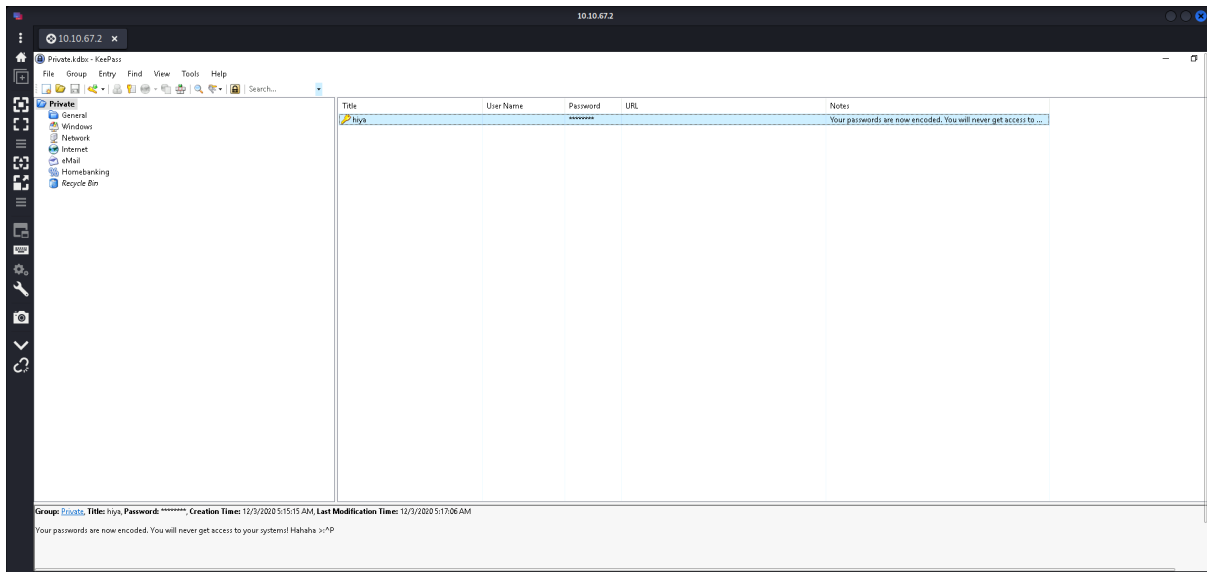 10.10.67.2
10.10.67.2 ×
Private.kdbx - KeePass
File Group Entry Find View Tools Help
Search...
Private
General
Windows
Network
Internet
eMail
Homebanking
Recycle Bin
Title User Name Password URL Notes
hiya ******** Your passwords are now encoded. You will never get access to ...
Group: Private, Title: hiya, Password: ********, Creation Time: 12/3/2020 5:15:15 AM, Last Modification Time: 12/3/2020 5:17:06 AM
Your passwords are now encoded. You will never get access to your systems! Hahaha >:^P